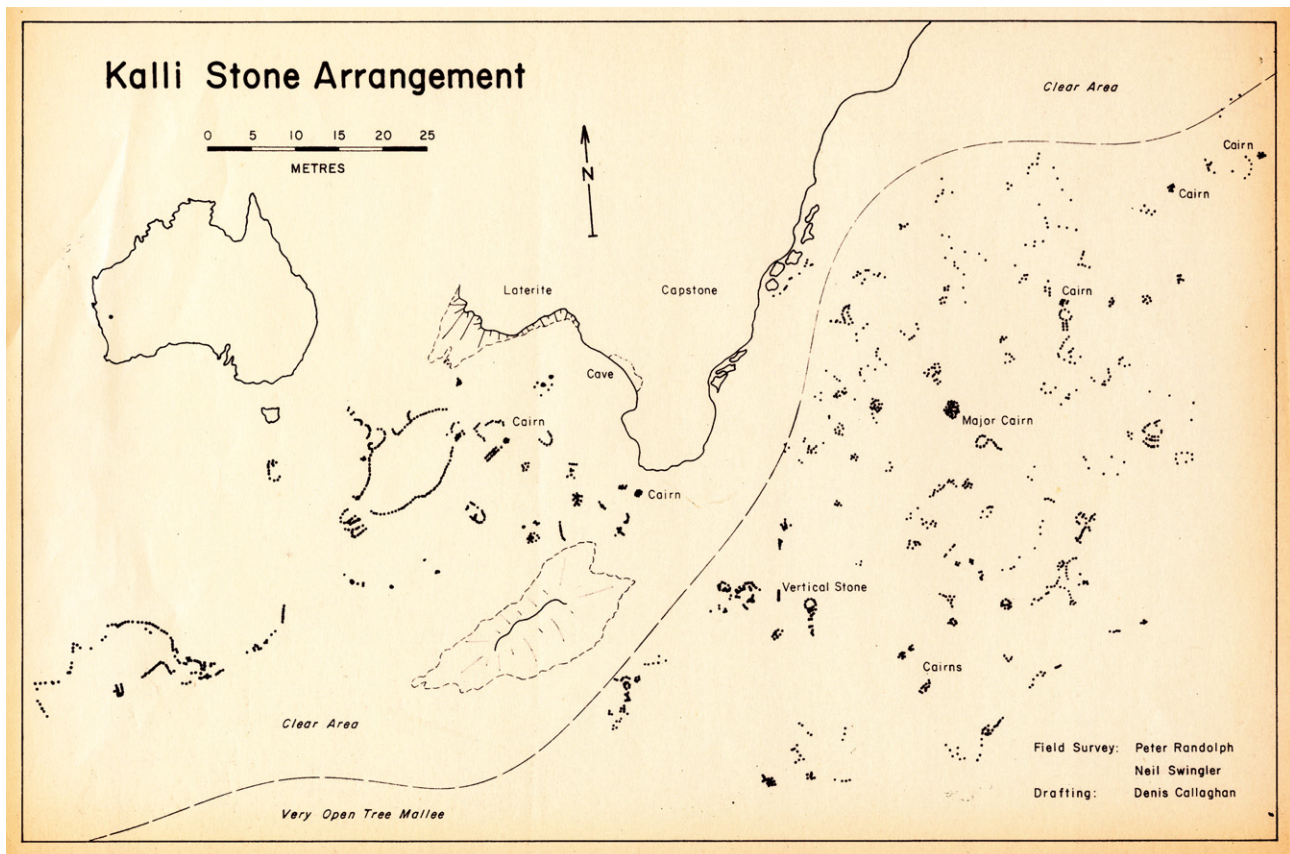 Kalli Stone Arrangement
0 5 10 15 20 25
METRES
N
Clear Area
Cairn
Cairn
Laterite
Capstone
Cairn
Cave
Cairn
Major Cairn
Cairn
Vertical Stone
Cairns
Clear Area
Field Survey: Peter Randolph
Neil Swingler
Drafting: Denis Callaghan
Very Open Tree Mallee